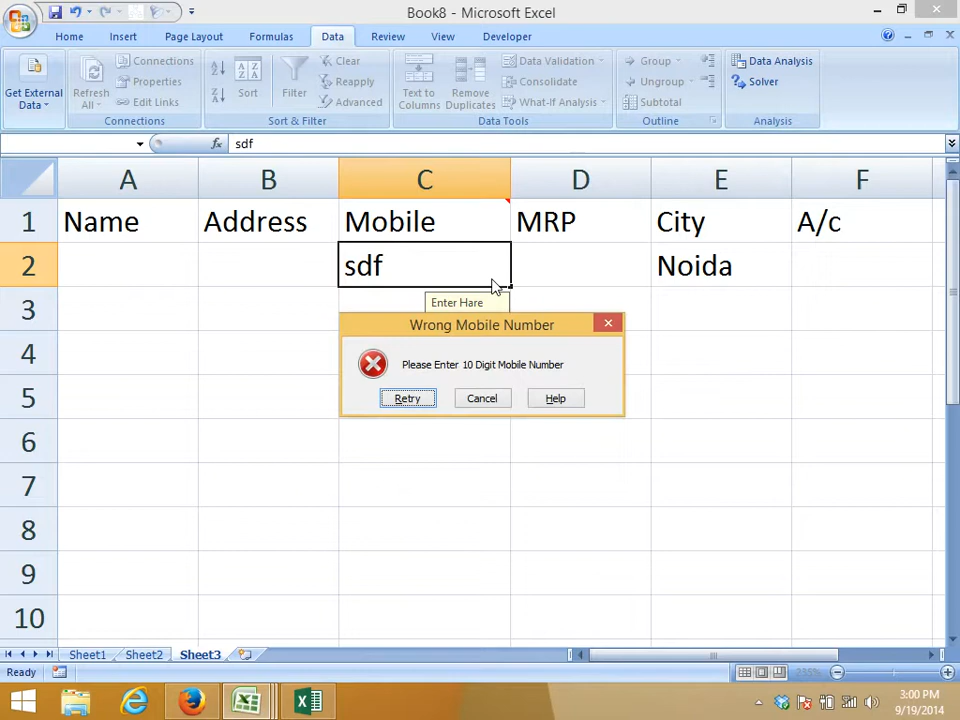 Book8 - Microsoft Excel
Home Insert Page Layout Formulas Data Review View Developer
Get External Data
Refresh All
Connections
Properties
Edit Links
Connections
Sort
Filter
Clear
Reapply
Advanced
Sort & Filter
Text to Columns
Remove Duplicates
Data Validation
Consolidate
What-If Analysis
Data Tools
Group
Ungroup
Subtotal
Outline
Data Analysis
Solver
Analysis
fx sdf
A B C D E F
1 Name Address Mobile MRP City A/c
2 sdf Noida
Enter Hare
3
Wrong Mobile Number
4
Please Enter 10 Digit Mobile Number
Retry Cancel Help
5
6
7
8
9
10
Sheet1 Sheet2 Sheet3
Ready 235%
3:00 PM
9/19/2014